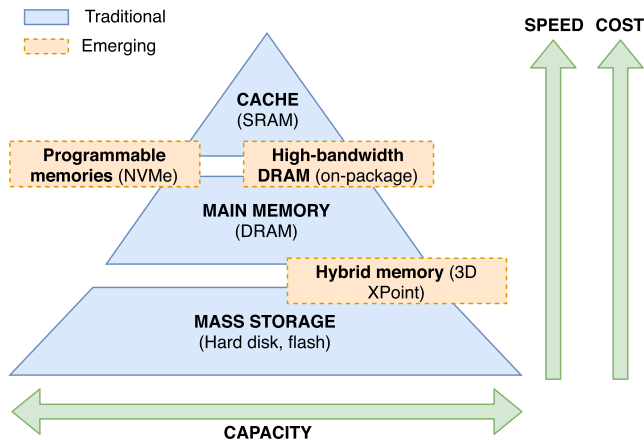 Traditional
Emerging
SPEED
COST
CACHE
(SRAM)
Programmable
memories (NVMe)
High-bandwidth
DRAM (on-package)
MAIN MEMORY
(DRAM)
Hybrid memory (3D
XPoint)
MASS STORAGE
(Hard disk, flash)
CAPACITY